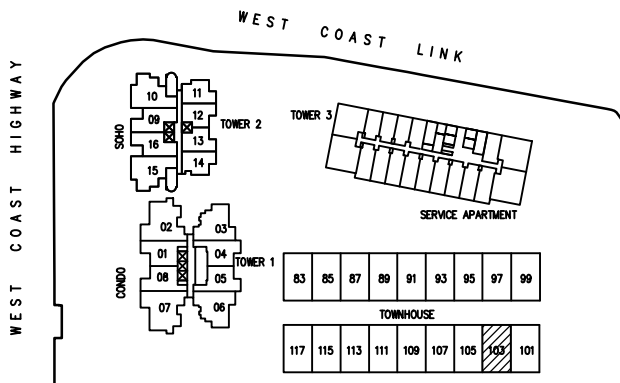 WEST COAST LINK
WEST COAST HIGHWAY
10 11
09 12
16 13
15 14
SOHO
TOWER 2
TOWER 3
SERVICE APARTMENT
02 03
01 04
08 05
07 06
CONDO
TOWER 1
83 85 87 89 91 93 95 97 99
TOWNHOUSE
117 115 113 111 109 107 105 103 101